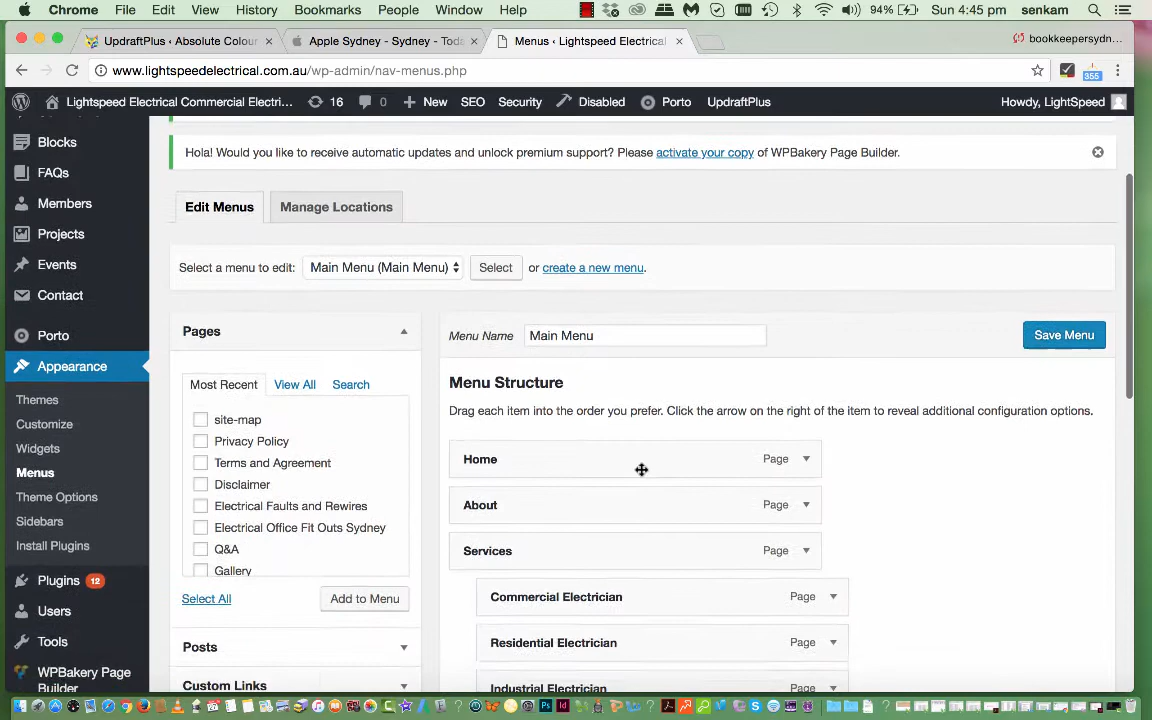 Chrome File Edit View History Bookmarks People Window Help 94% Sun 4:45 pm senkam
UpdraftPlus ‹ Absolute Colour × Apple Sydney - Sydney - Toda × Menus ‹ Lightspeed Electrical × bookkeepersydn...
www.lightspeedelectrical.com.au/wp-admin/nav-menus.php 355
Lightspeed Electrical Commercial Electri... 16 0 New SEO Security Disabled Porto UpdraftPlus Howdy, LightSpeed
Blocks
FAQs
Members
Projects
Events
Contact
Porto
Appearance
Themes
Customize
Widgets
Menus
Theme Options
Sidebars
Install Plugins
Plugins 12
Users
Tools
WPBakery Page
Builder
Hola! Would you like to receive automatic updates and unlock premium support? Please activate your copy of WPBakery Page Builder.
Edit Menus Manage Locations
Select a menu to edit: Main Menu (Main Menu) Select or create a new menu.
Pages
Most Recent View All Search
site-map
Privacy Policy
Terms and Agreement
Disclaimer
Electrical Faults and Rewires
Electrical Office Fit Outs Sydney
Q&A
Gallery
Select All Add to Menu
Posts
Custom Links
Menu Name Main Menu Save Menu
Menu Structure
Drag each item into the order you prefer. Click the arrow on the right of the item to reveal additional configuration options.
Home Page
About Page
Services Page
Commercial Electrician Page
Residential Electrician Page
Industrial Electrician Page